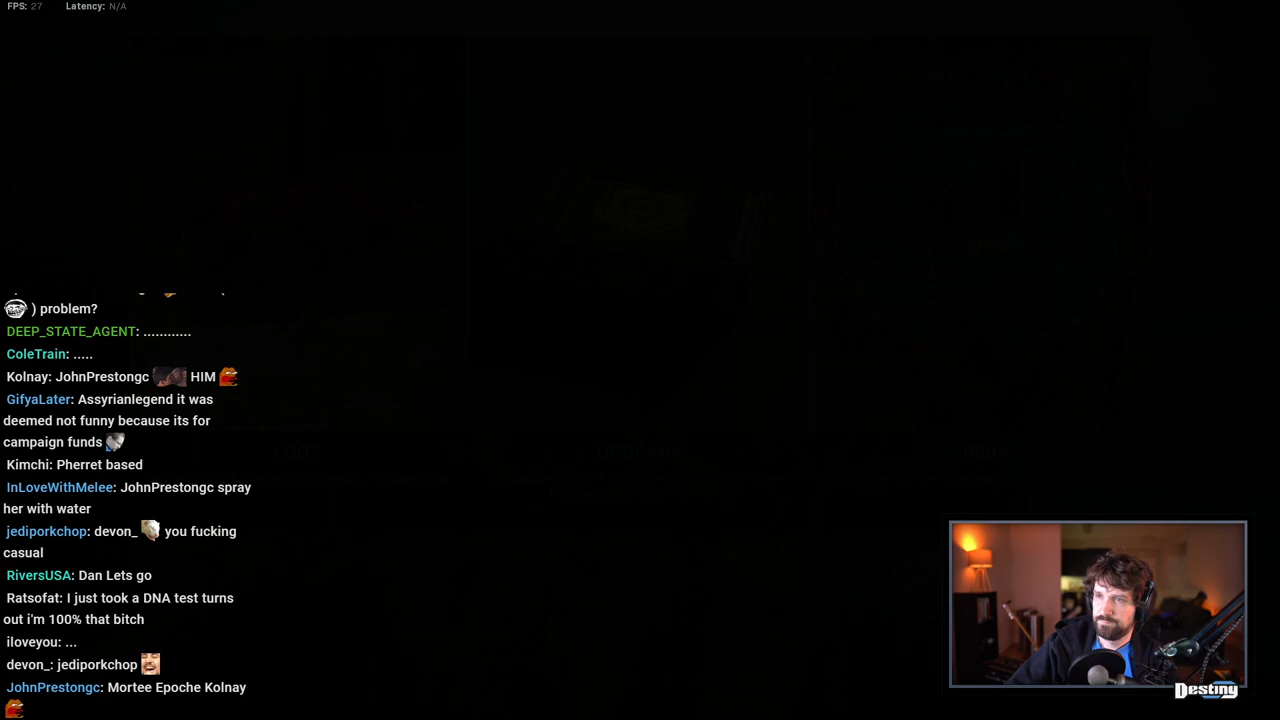 FPS: 27 Latency: N/A
) problem?
DEEP_STATE_AGENT: ............
ColeTrain: .....
Kolnay: JohnPrestongc HIM
GifyaLater: Assyrianlegend it was
deemed not funny because its for
campaign funds
Kimchi: Pherret based
InLoveWithMelee: JohnPrestongc spray
her with water
jediporkchop: devon_ you fucking
casual
RiversUSA: Dan Lets go
Ratsofat: I just took a DNA test turns
out i'm 100% that bitch
iloveyou: ...
devon_: jediporkchop
JohnPrestongc: Mortee Epoche Kolnay
Destiny